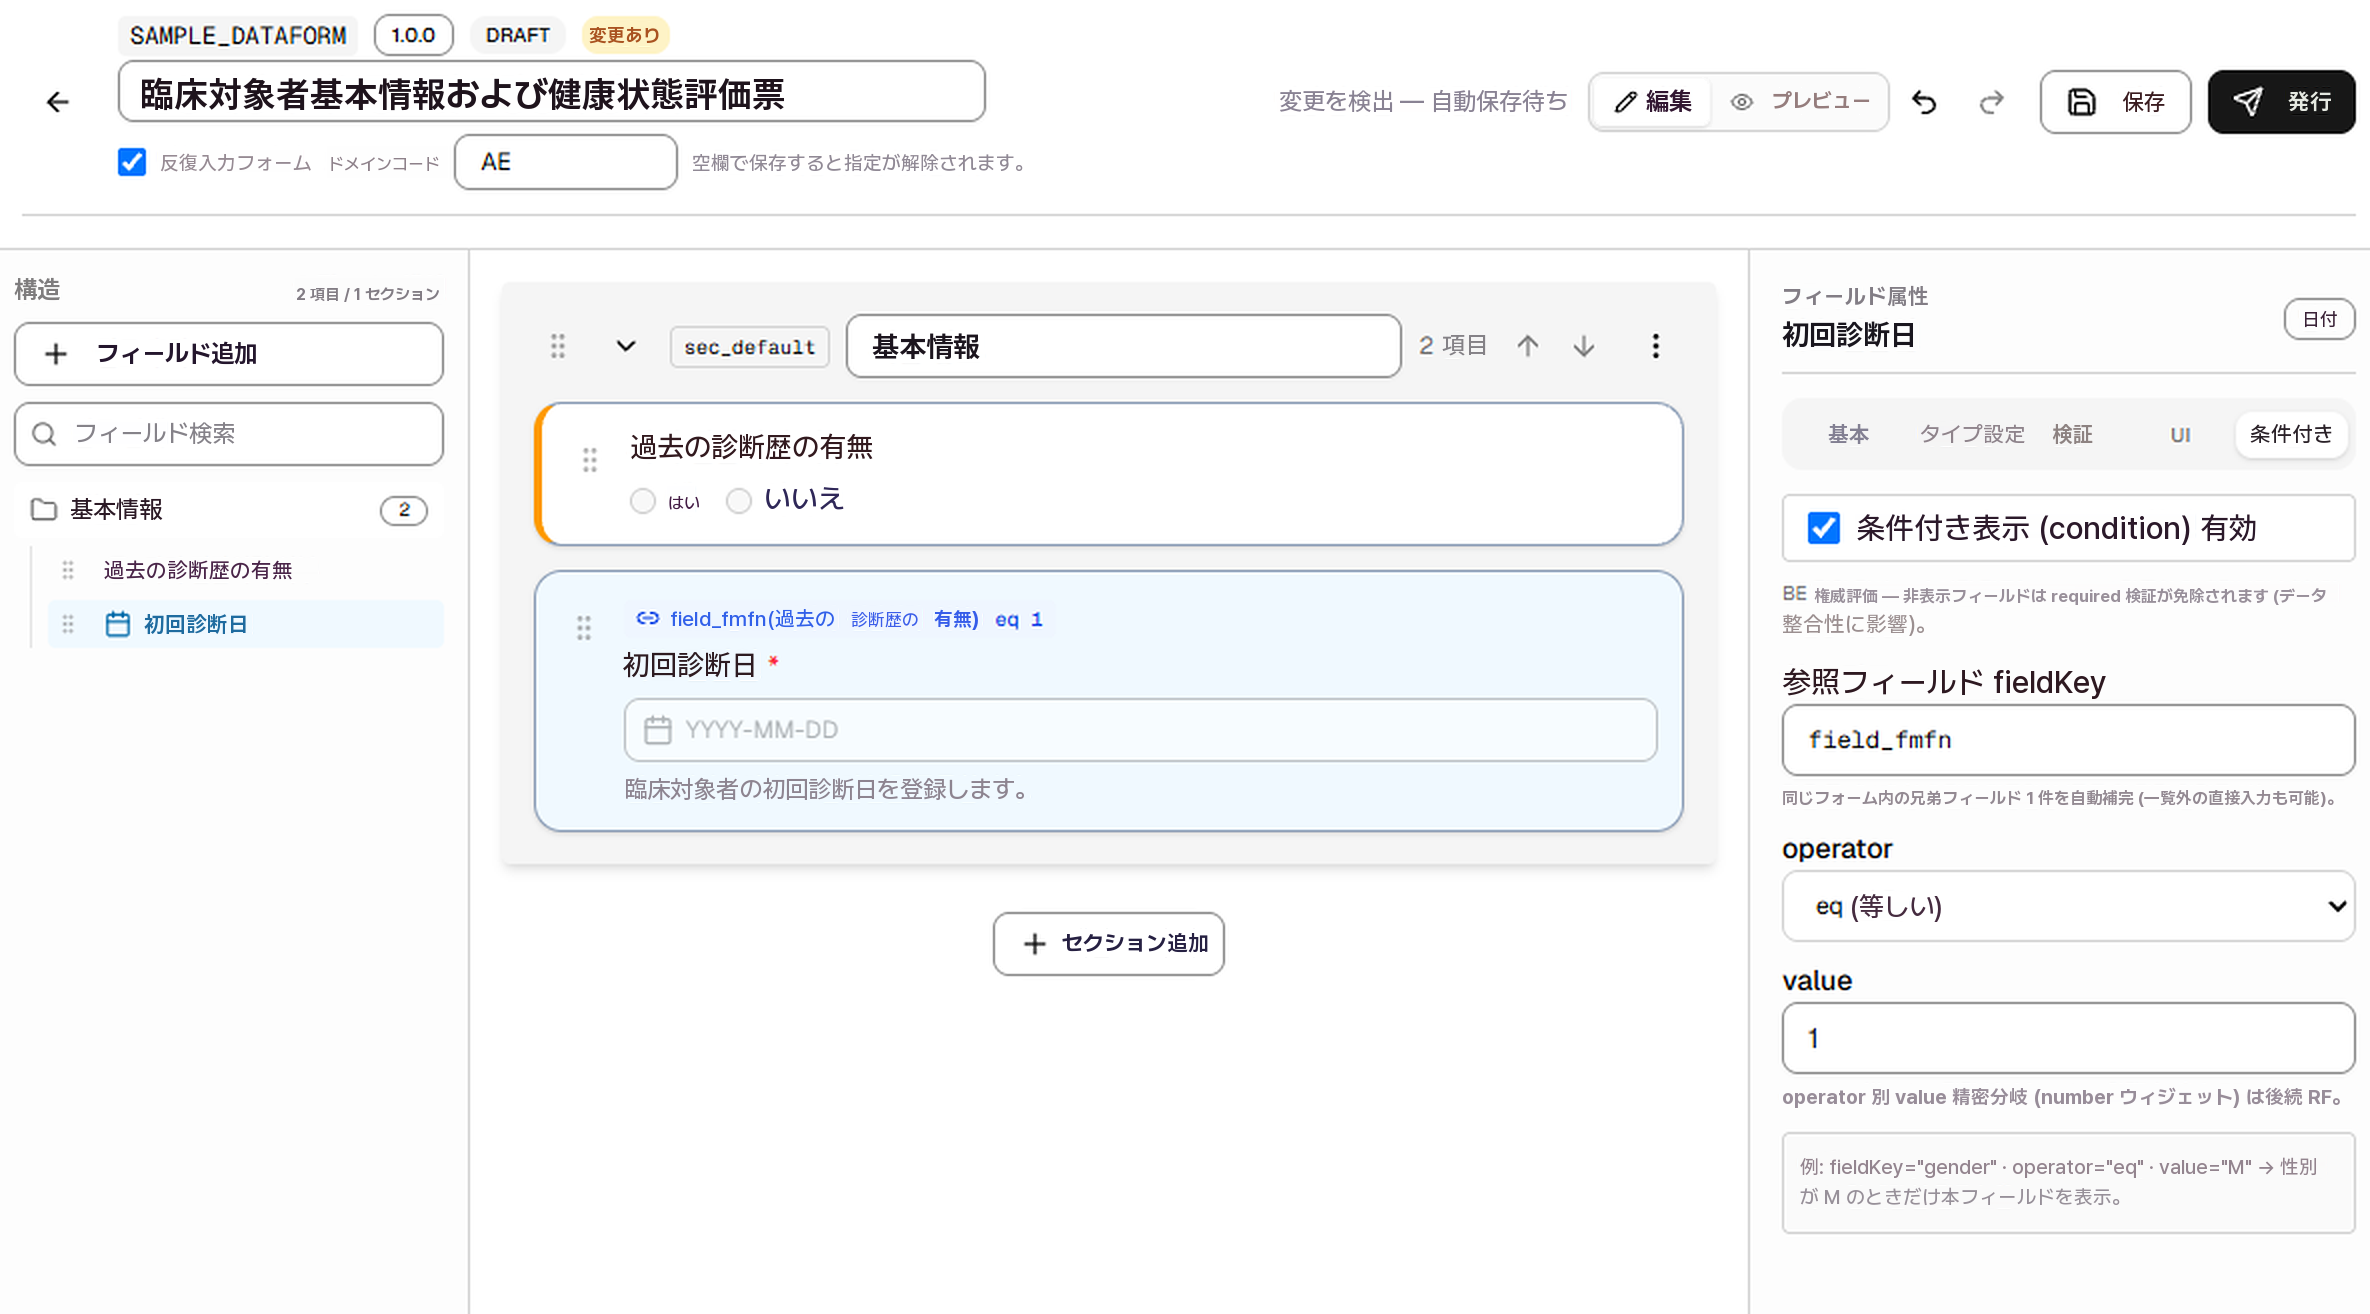 SAMPLE_DATAFORM 1.0.0 DRAFT 変更あり
臨床対象者基本情報および健康状態評価票
変更を検出 — 自動保存待ち 編集 プレビュー 保存 発行
反復入力フォーム ドメインコード AE 空欄で保存すると指定が解除されます。
構造 2 項目 / 1 セクション
フィールド追加
フィールド検索
基本情報 2
過去の診断歴の有無
初回診断日
sec_default 基本情報 2 項目
過去の診断歴の有無
はい いいえ
field_fmfn(過去の 診断歴の 有無) eq 1
初回診断日 *
YYYY-MM-DD
臨床対象者の初回診断日を登録します。
セクション追加
フィールド属性
初回診断日 日付
基本 タイプ設定 検証 UI 条件付き
条件付き表示 (condition) 有効
BE 権威評価 — 非表示フィールドは required 検証が免除されます (データ
整合性に影響)。
参照フィールド fieldKey
field_fmfn
同じフォーム内の兄弟フィールド 1 件を自動補完 (一覧外の直接入力も可能)。
operator
eq (等しい)
value
1
operator 別 value 精密分岐 (number ウィジェット) は後続 RF。
例: fieldKey="gender" · operator="eq" · value="M" → 性別
が M のときだけ本フィールドを表示。